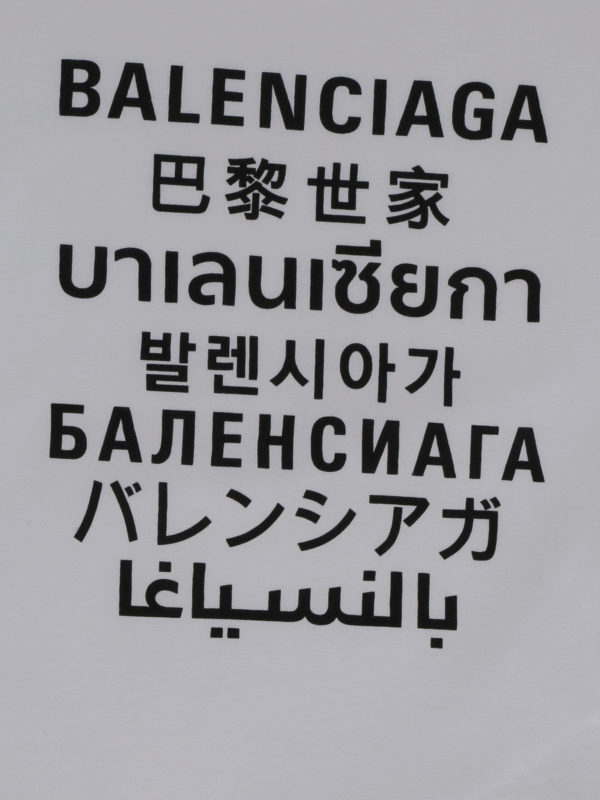 BALENCIAGA
巴黎世家
บาเลนเซียกา
발렌시아가
БАЛЕНСИАГА
バレンシアガ
بالنسياغا